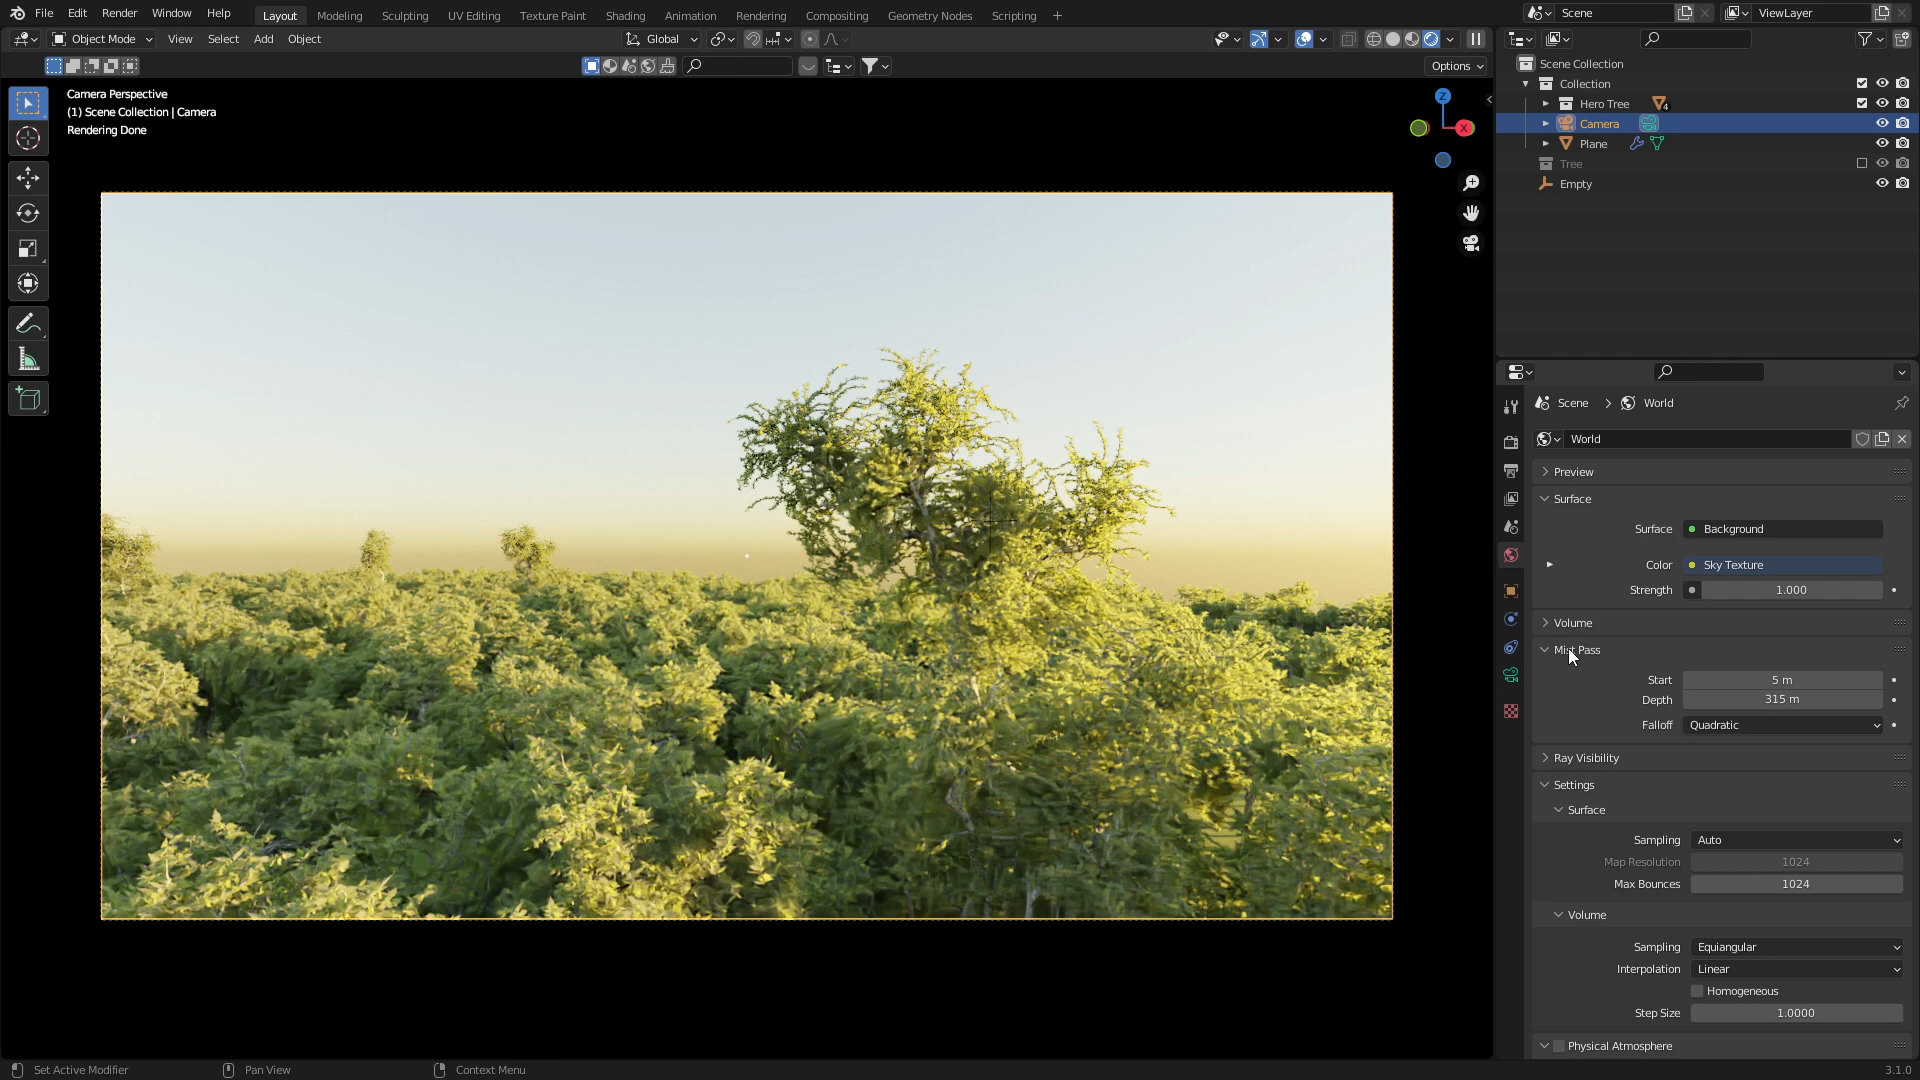 File Edit Render Window Help Layout Modeling Sculpting UV Editing Texture Paint Shading Animation Rendering Compositing Geometry Nodes Scripting + Scene ViewLayer
Object Mode View Select Add Object Global
Options
Camera Perspective
(1) Scene Collection | Camera
Rendering Done
Z
X
Scene Collection
Collection
Hero Tree 4
Camera
Plane
Tree
Empty
Scene > World
World
Preview
Surface
Surface Background
Color Sky Texture
Strength 1.000
Volume
Mist Pass
Start 5 m
Depth 315 m
Falloff Quadratic
Ray Visibility
Settings
Surface
Sampling Auto
Map Resolution 1024
Max Bounces 1024
Volume
Sampling Equiangular
Interpolation Linear
Homogeneous
Step Size 1.0000
Physical Atmosphere
Set Active Modifier Pan View Context Menu 3.1.0